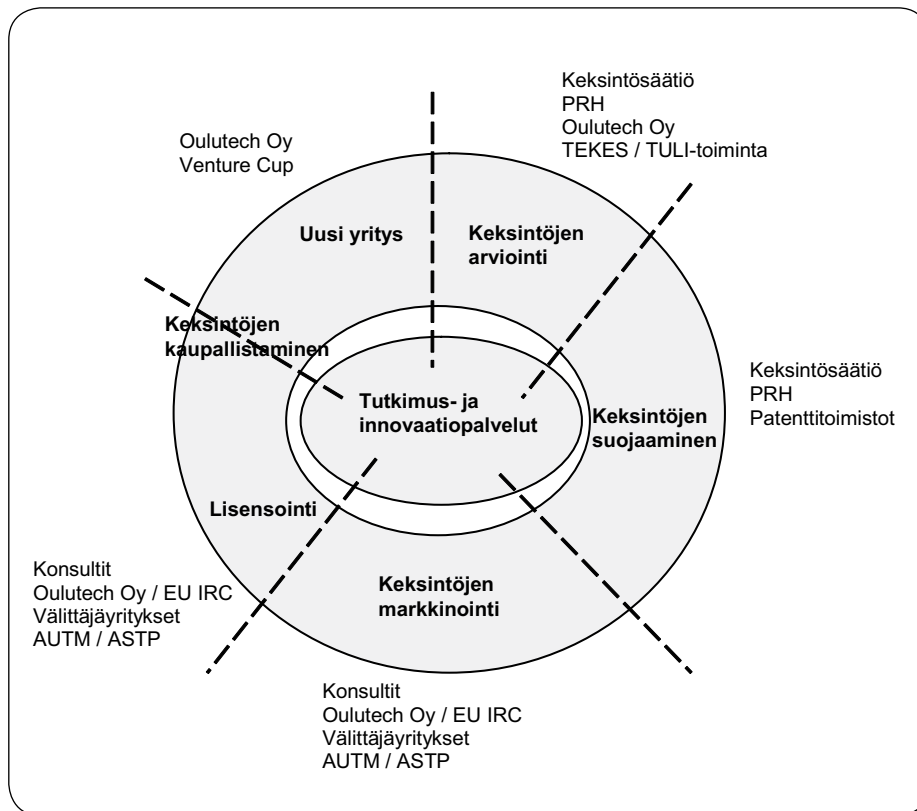 Keksintösäätiö
PRH
Oulutech Oy
TEKES / TULI-toiminta
Oulutech Oy
Venture Cup
Uusi yritys
Keksintöjen
arviointi
Keksintöjen
kaupallistaminen
Tutkimus- ja
innovaatiopalvelut
Keksintöjen
suojaaminen
Keksintösäätiö
PRH
Patenttitoimistot
Lisensointi
Keksintöjen
markkinointi
Konsultit
Oulutech Oy / EU IRC
Välittäjäyritykset
AUTM / ASTP
Konsultit
Oulutech Oy / EU IRC
Välittäjäyritykset
AUTM / ASTP